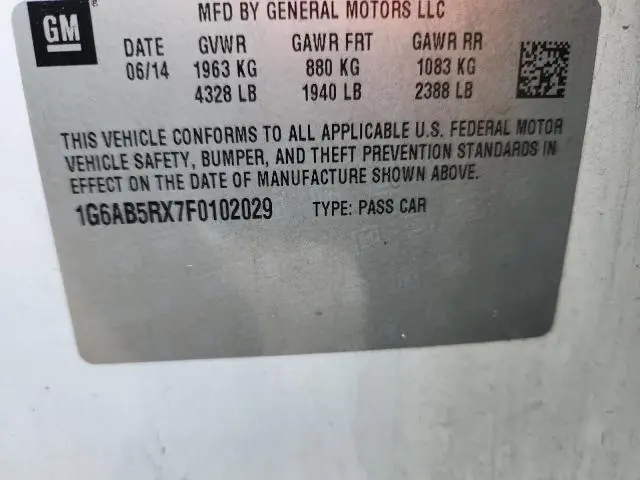 GM
MFD BY GENERAL MOTORS LLC
DATE GVWR GAWR FRT GAWR RR
06/14 1963 KG 880 KG 1083 KG
4328 LB 1940 LB 2388 LB
THIS VEHICLE CONFORMS TO ALL APPLICABLE U.S. FEDERAL MOTOR
VEHICLE SAFETY, BUMPER, AND THEFT PREVENTION STANDARDS IN
EFFECT ON THE DATE OF MANUFACTURE SHOWN ABOVE.
1G6AB5RX7F0102029 TYPE: PASS CAR